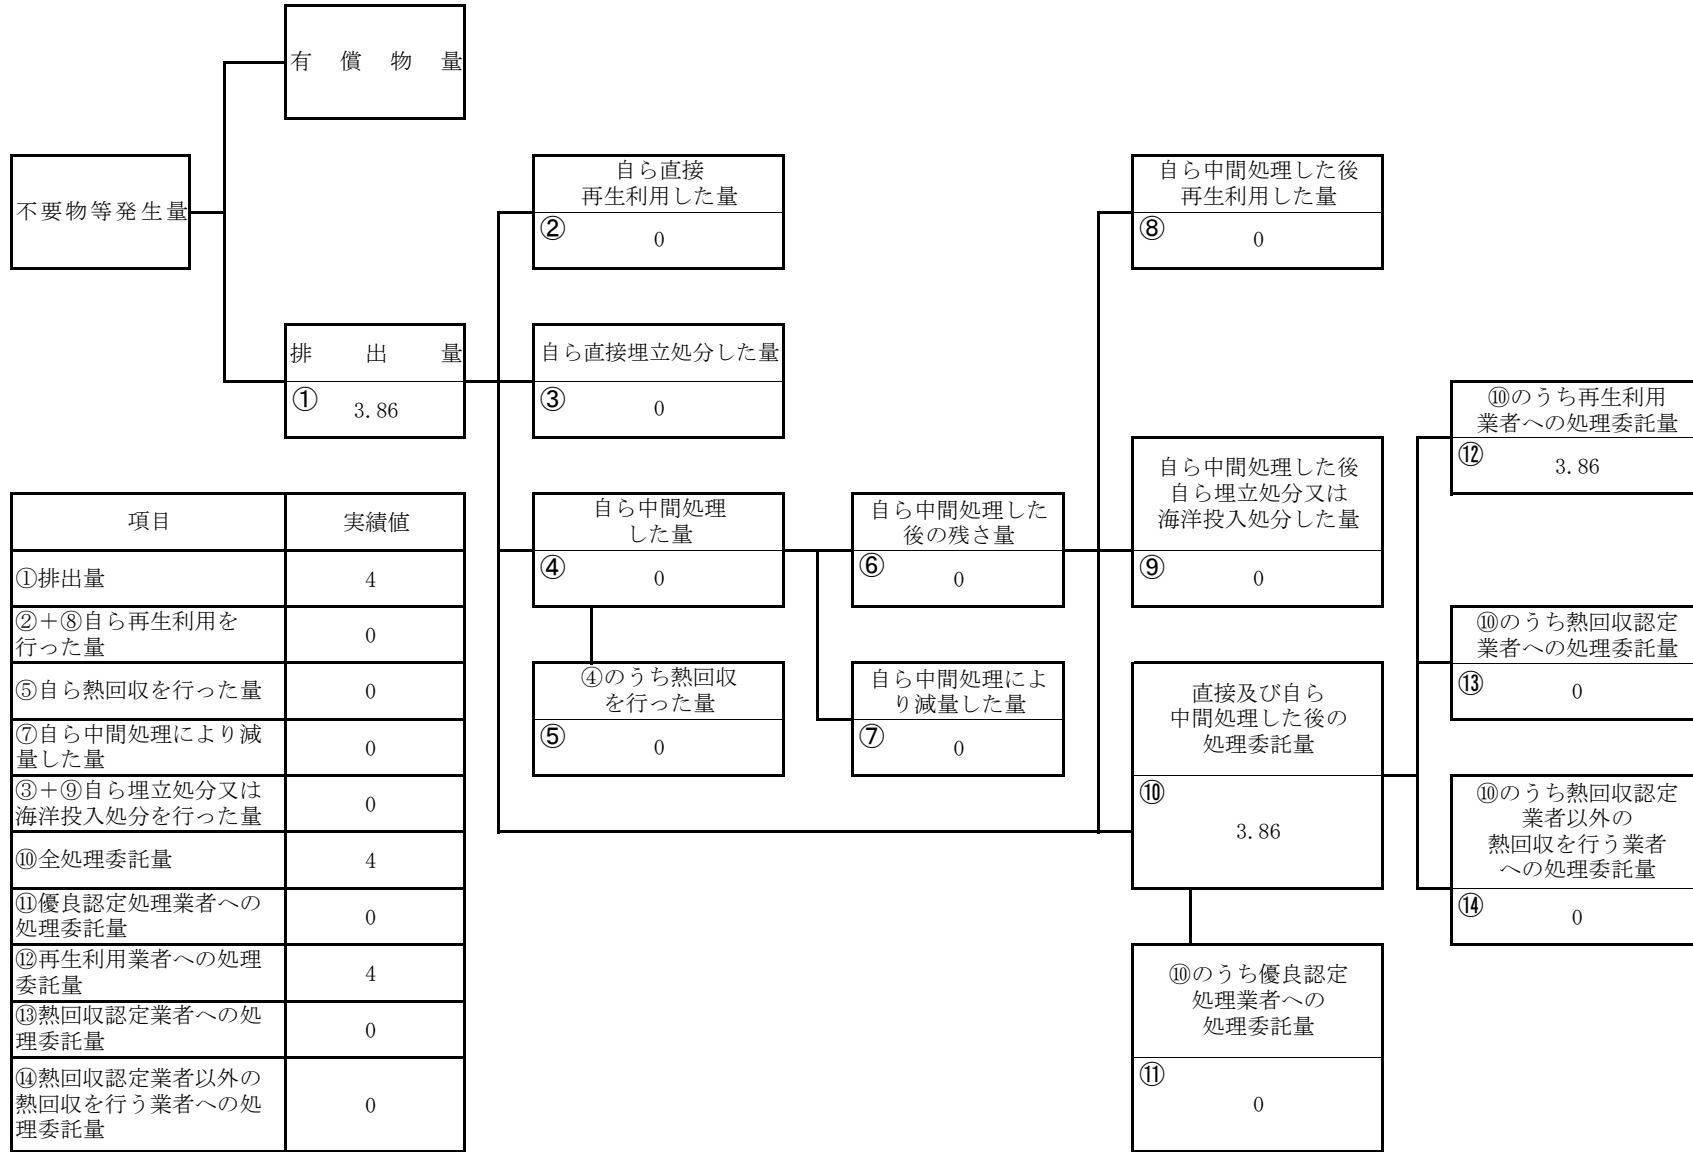 有償物量
不要物等発生量
排出量
① 3.86
自ら直接
再生利用した量
② 0
自ら直接埋立処分した量
③ 0
自ら中間処理
した量
④ 0
④のうち熱回収
を行った量
⑤ 0
自ら中間処理した
後の残さ量
⑥ 0
自ら中間処理によ
り減量した量
⑦ 0
自ら中間処理した後
再生利用した量
⑧ 0
自ら中間処理した後
自ら埋立処分又は
海洋投入処分した量
⑨ 0
直接及び自ら
中間処理した後の
処理委託量
⑩
3.86
⑩のうち優良認定
処理業者への
処理委託量
⑪
0
⑩のうち再生利用
業者への処理委託量
⑫ 3.86
⑩のうち熱回収認定
業者への処理委託量
⑬ 0
⑩のうち熱回収認定
業者以外の
熱回収を行う業者
への処理委託量
⑭ 0
項目 実績値
①排出量 4
②+⑧自ら再生利用を
行った量 0
⑤自ら熱回収を行った量 0
⑦自ら中間処理により減
量した量 0
③+⑨自ら埋立処分又は
海洋投入処分を行った量 0
⑩全処理委託量 4
⑪優良認定処理業者への
処理委託量 0
⑫再生利用業者への処理
委託量 4
⑬熱回収認定業者への処
理委託量 0
⑭熱回収認定業者以外の
熱回収を行う業者への処
理委託量 0